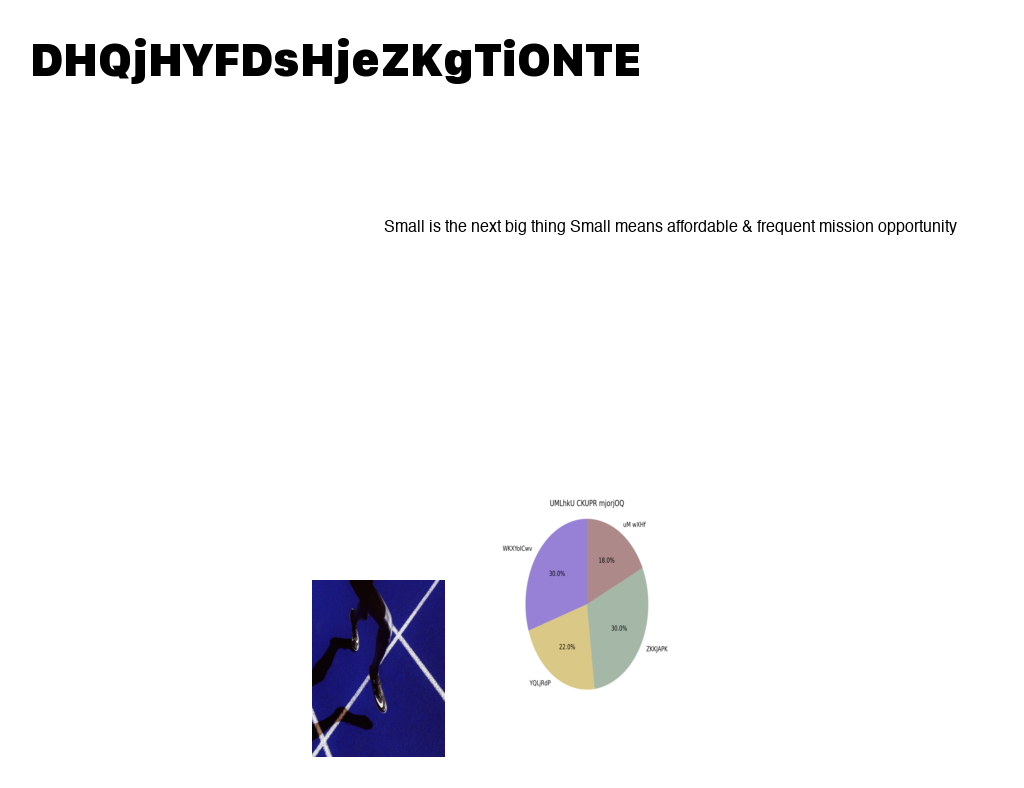 DHQjHYFDsHjeZKgTiONTE
Small is the next big thing Small means affordable & frequent mission opportunity
UMLhkU CKUPR mjorjOQ
uM wXHf
WKXYoICwv
18.0%
30.0%
30.0%
22.0%
ZKKJAPK
YQLjRdP